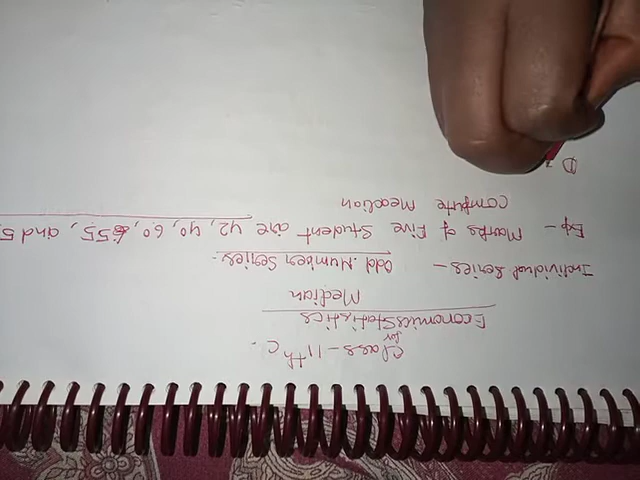 Class-11th C.
for
Economics Statistics
Median
Individual Series- Odd Number Series.
Exp- Marks of Five Student are 42, 40, 60, 55, and 5
Compute Median
D